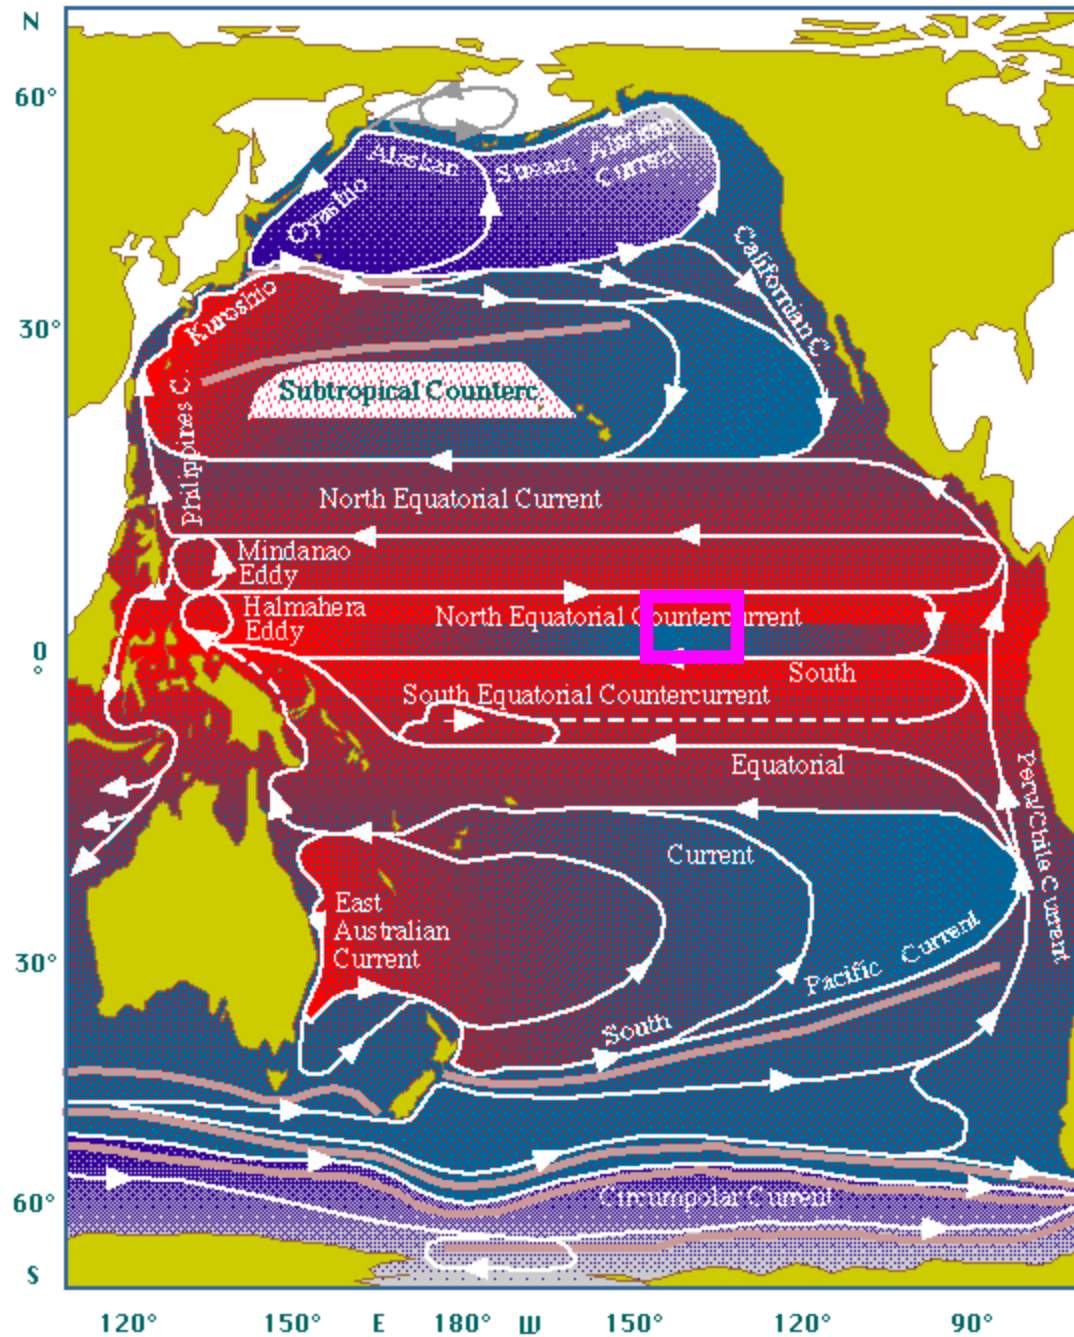 N
60°
Alaskan
Stream
Alaskan
Current
Oyashio
Californian C.
30°
Kuroshio
Subtropical Counterc.
Philippines C.
North Equatorial Current
Mindanao
Eddy
Halmahera
Eddy
North Equatorial Countercurrent
0
°
South
South Equatorial Countercurrent
Equatorial
Peru/Chile Current
Current
East
Australian
Current
30°
Pacific Current
South
60°
Circumpolar Current
S
120° 150° E 180° W 150° 120° 90°